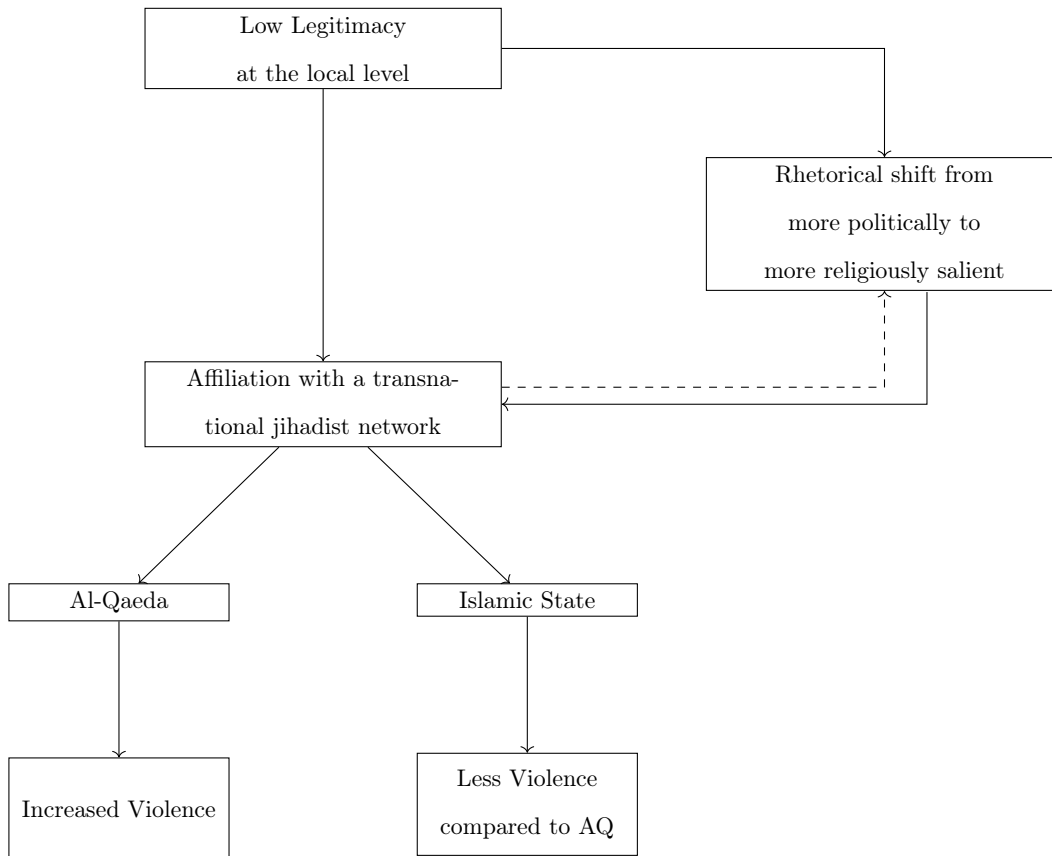 Low Legitimacy
at the local level
Rhetorical shift from
more politically to
more religiously salient
Affiliation with a transna-
tional jihadist network
Al-Qaeda
Islamic State
Increased Violence
Less Violence
compared to AQ